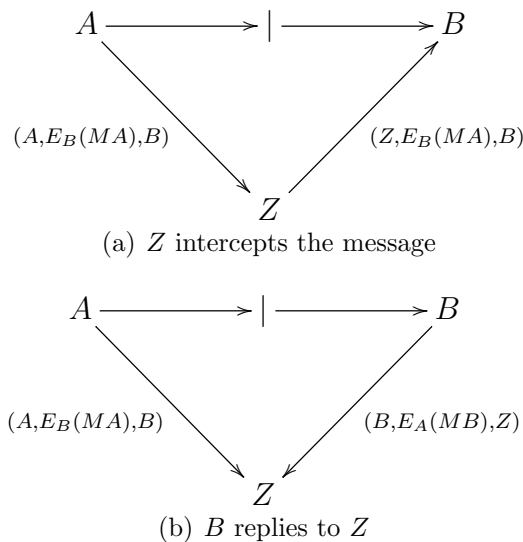 A | B
(A,E_B(MA),B) (Z,E_B(MA),B)
Z
(a) Z intercepts the message
A | B
(A,E_B(MA),B) (B,E_A(MB),Z)
Z
(b) B replies to Z